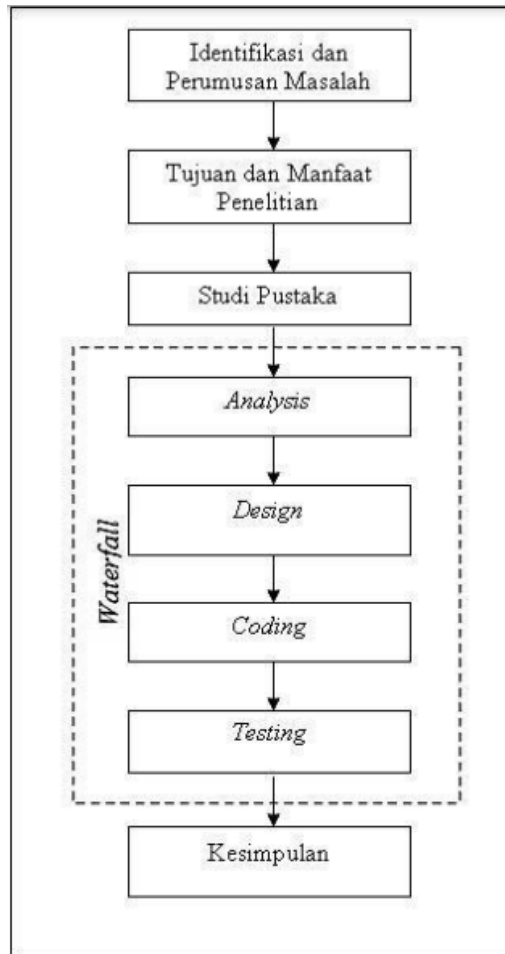 Identifikasi dan
Perumusan Masalah
Tujuan dan Manfaat
Penelitian
Studi Pustaka
Waterfall
Analysis
Design
Coding
Testing
Kesimpulan